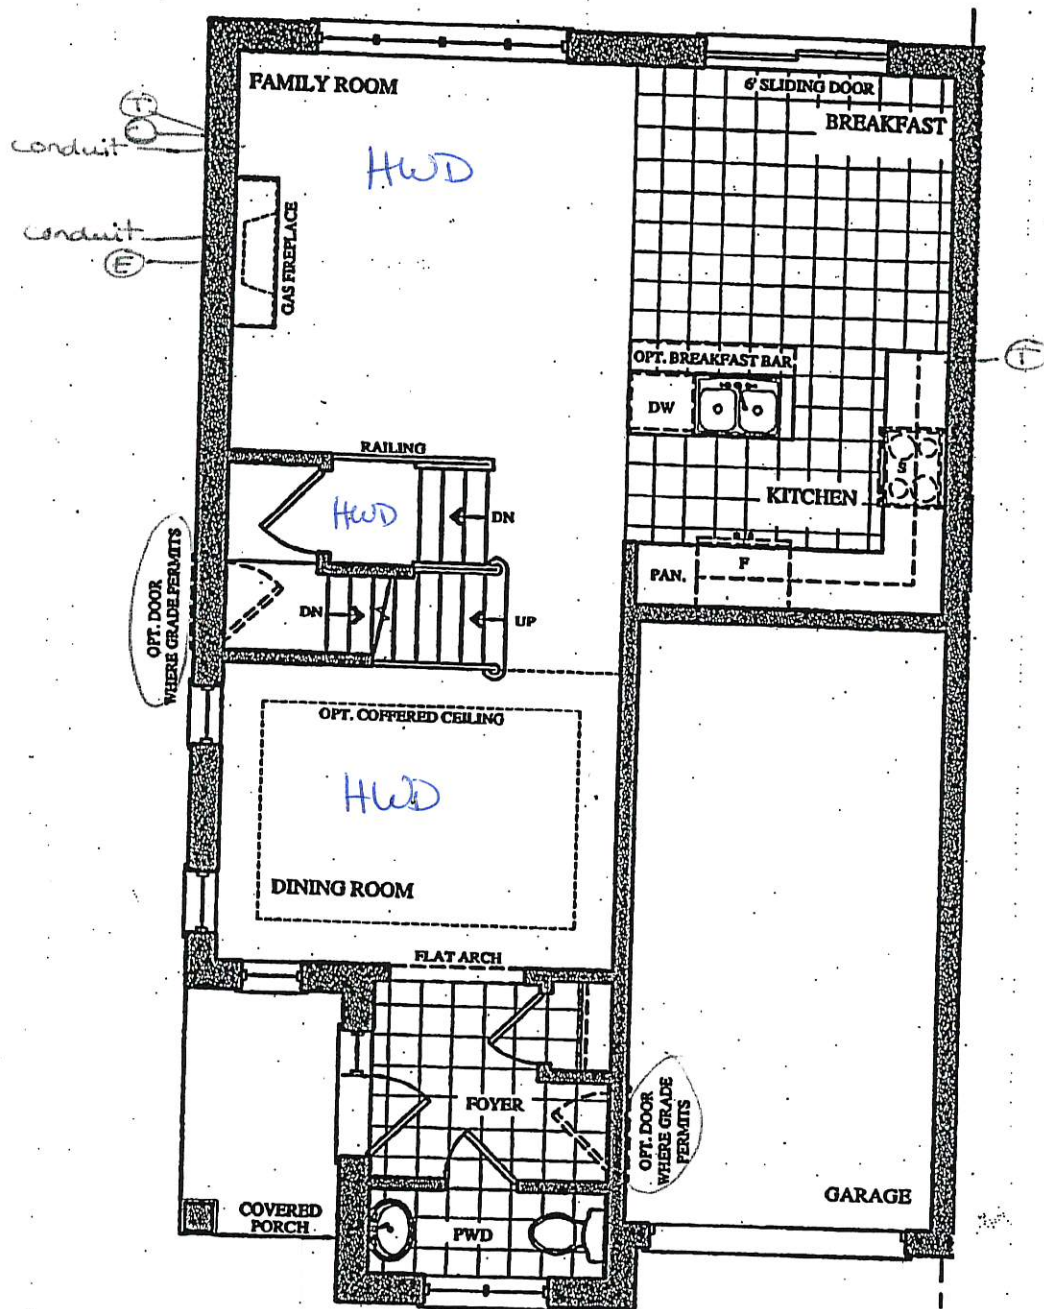 FAMILY ROOM
6' SLIDING DOOR
BREAKFAST
T
conduit
HWD
conduit
E
GAS FIREPLACE
T
OPT. BREAKFAST BAR
DW
S
KITCHEN
RAILING
HWD
DN
F
PAN.
OPT. DOOR
WHERE GRADE PERMITS
DN
UP
OPT. COFFERED CEILING
HWD
DINING ROOM
FLAT ARCH
FOYER
OPT. DOOR
WHERE GRADE
PERMITS
GARAGE
COVERED
PORCH
PWD